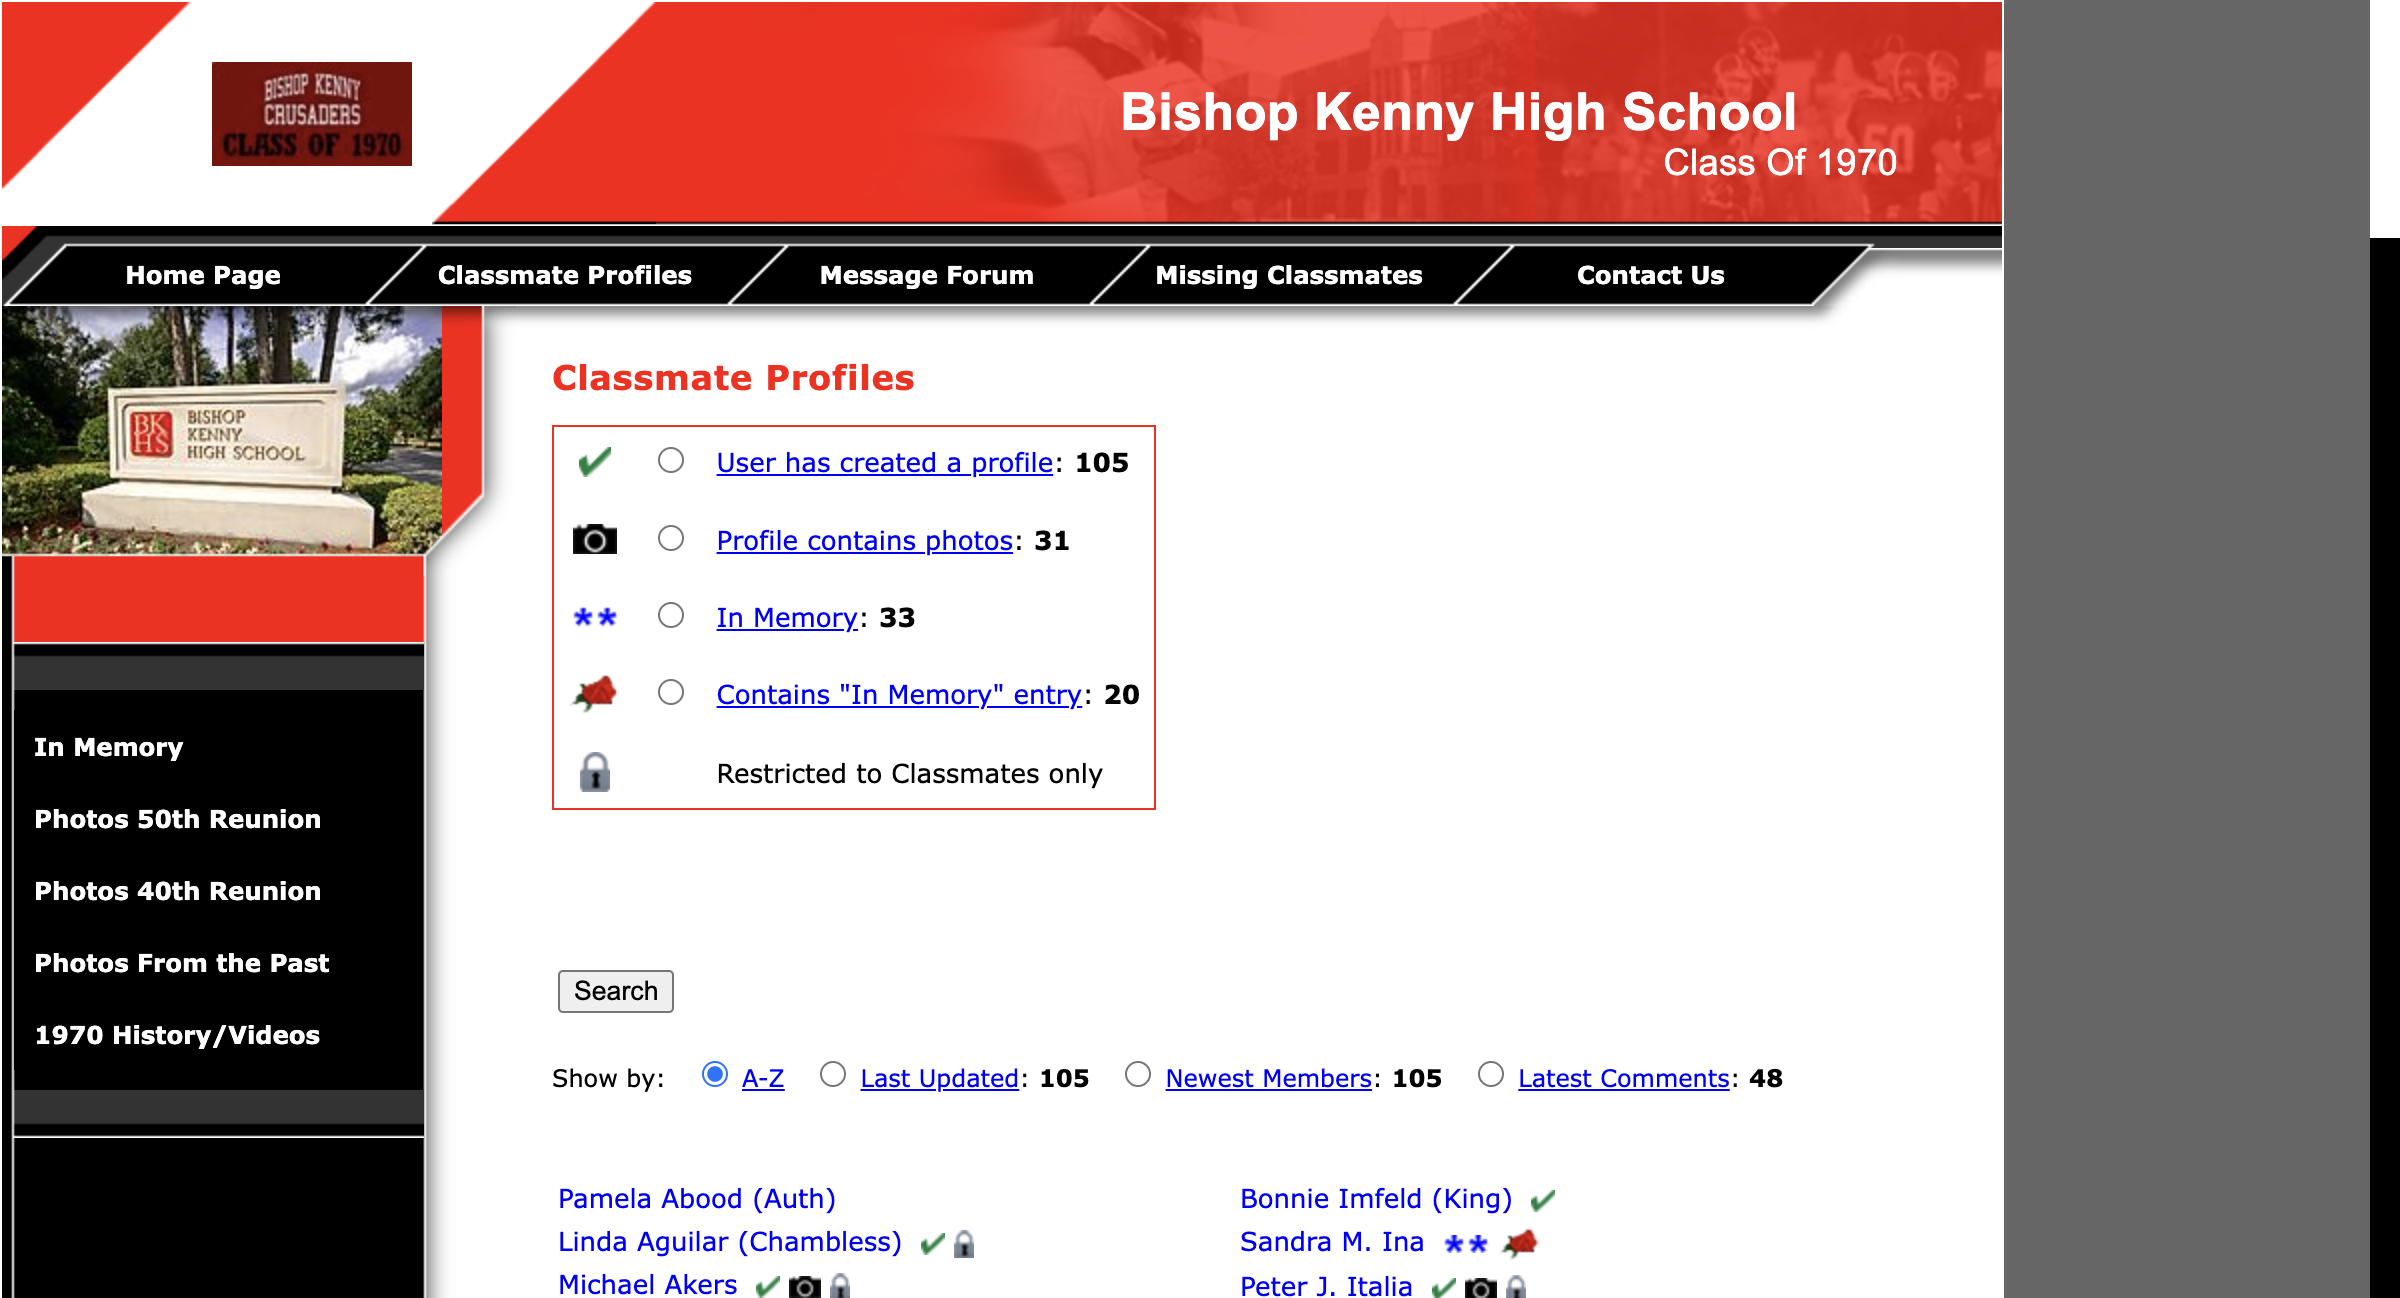 BISHOP KENNY
CRUSADERS
CLASS OF 1970
Bishop Kenny High School
Class Of 1970
50
Home Page
Classmate Profiles
Message Forum
Missing Classmates
Contact Us
BK
HS
BISHOP
KENNY
HIGH SCHOOL
Classmate Profiles
User has created a profile: 105
Profile contains photos: 31
** In Memory: 33
Contains "In Memory" entry: 20
Restricted to Classmates only
In Memory
Photos 50th Reunion
Photos 40th Reunion
Photos From the Past
1970 History/Videos
Search
Show by: A-Z Last Updated: 105 Newest Members: 105 Latest Comments: 48
Pamela Abood (Auth)
Linda Aguilar (Chambless)
Michael Akers
Bonnie Imfeld (King)
Sandra M. Ina **
Peter J. Italia